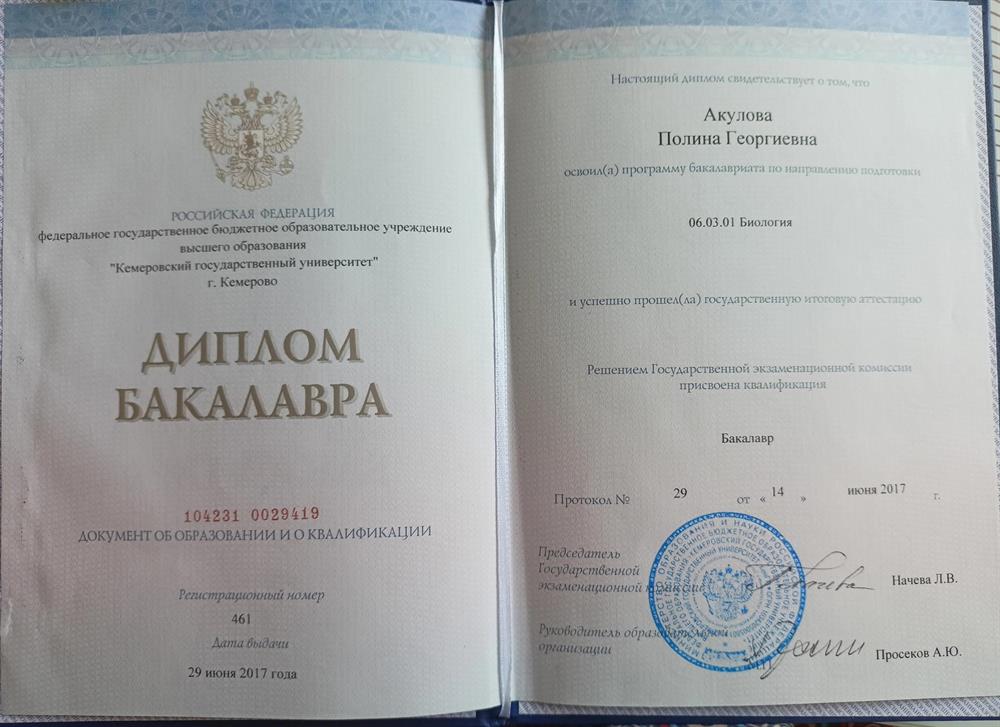 РОССИЙСКАЯ ФЕДЕРАЦИЯ
федеральное государственное бюджетное образовательное учреждение
высшего образования
"Кемеровский государственный университет"
г. Кемерово
ДИПЛОМ
БАКАЛАВРА
104231 0029419
ДОКУМЕНТ ОБ ОБРАЗОВАНИИ И О КВАЛИФИКАЦИИ
Регистрационный номер
461
Дата выдачи
29 июня 2017 года
Настоящий диплом свидетельствует о том, что
Акулова
Полина Георгиевна
освоил(а) программу бакалавриата по направлению подготовки
06.03.01 Биология
и успешно прошел(ла) государственную итоговую аттестацию
Решением Государственной экзаменационной комиссии
присвоена квалификация
Бакалавр
Протокол № 29 от « 14 » июня 2017 г.
Председатель
Государственной
экзаменационной комиссии
Начева Л.В.
Руководитель образовательной
организации
Просеков А.Ю.
М.П.